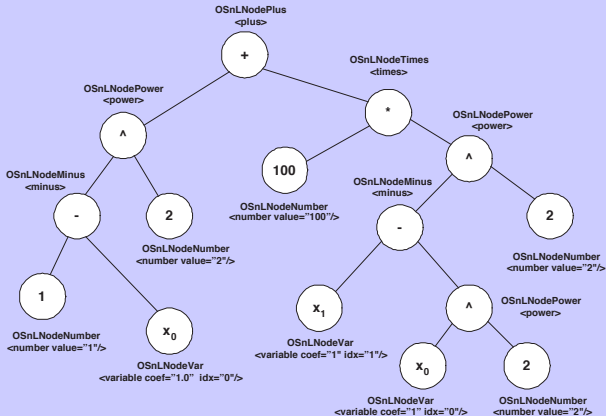 OSnLNodePlus
<plus>
+
OSnLNodeTimes
<times>
*
OSnLNodePower
<power>
^
OSnLNodePower
<power>
^
100
OSnLNodeNumber
<number value="100"/>
OSnLNodeMinus
<minus>
-
2
OSnLNodeNumber
<number value="2"/>
OSnLNodeMinus
<minus>
-
2
OSnLNodeNumber
<number value="2"/>
1
OSnLNodeNumber
<number value="1"/>
x0
OSnLNodeVar
<variable coef="1.0" idx="0"/>
x1
OSnLNodeVar
<variable coef="1" idx="1"/>
^
OSnLNodePower
<power>
x0
OSnLNodeVar
<variable coef="1" idx="0"/>
2
OSnLNodeNumber
<number value="2"/>